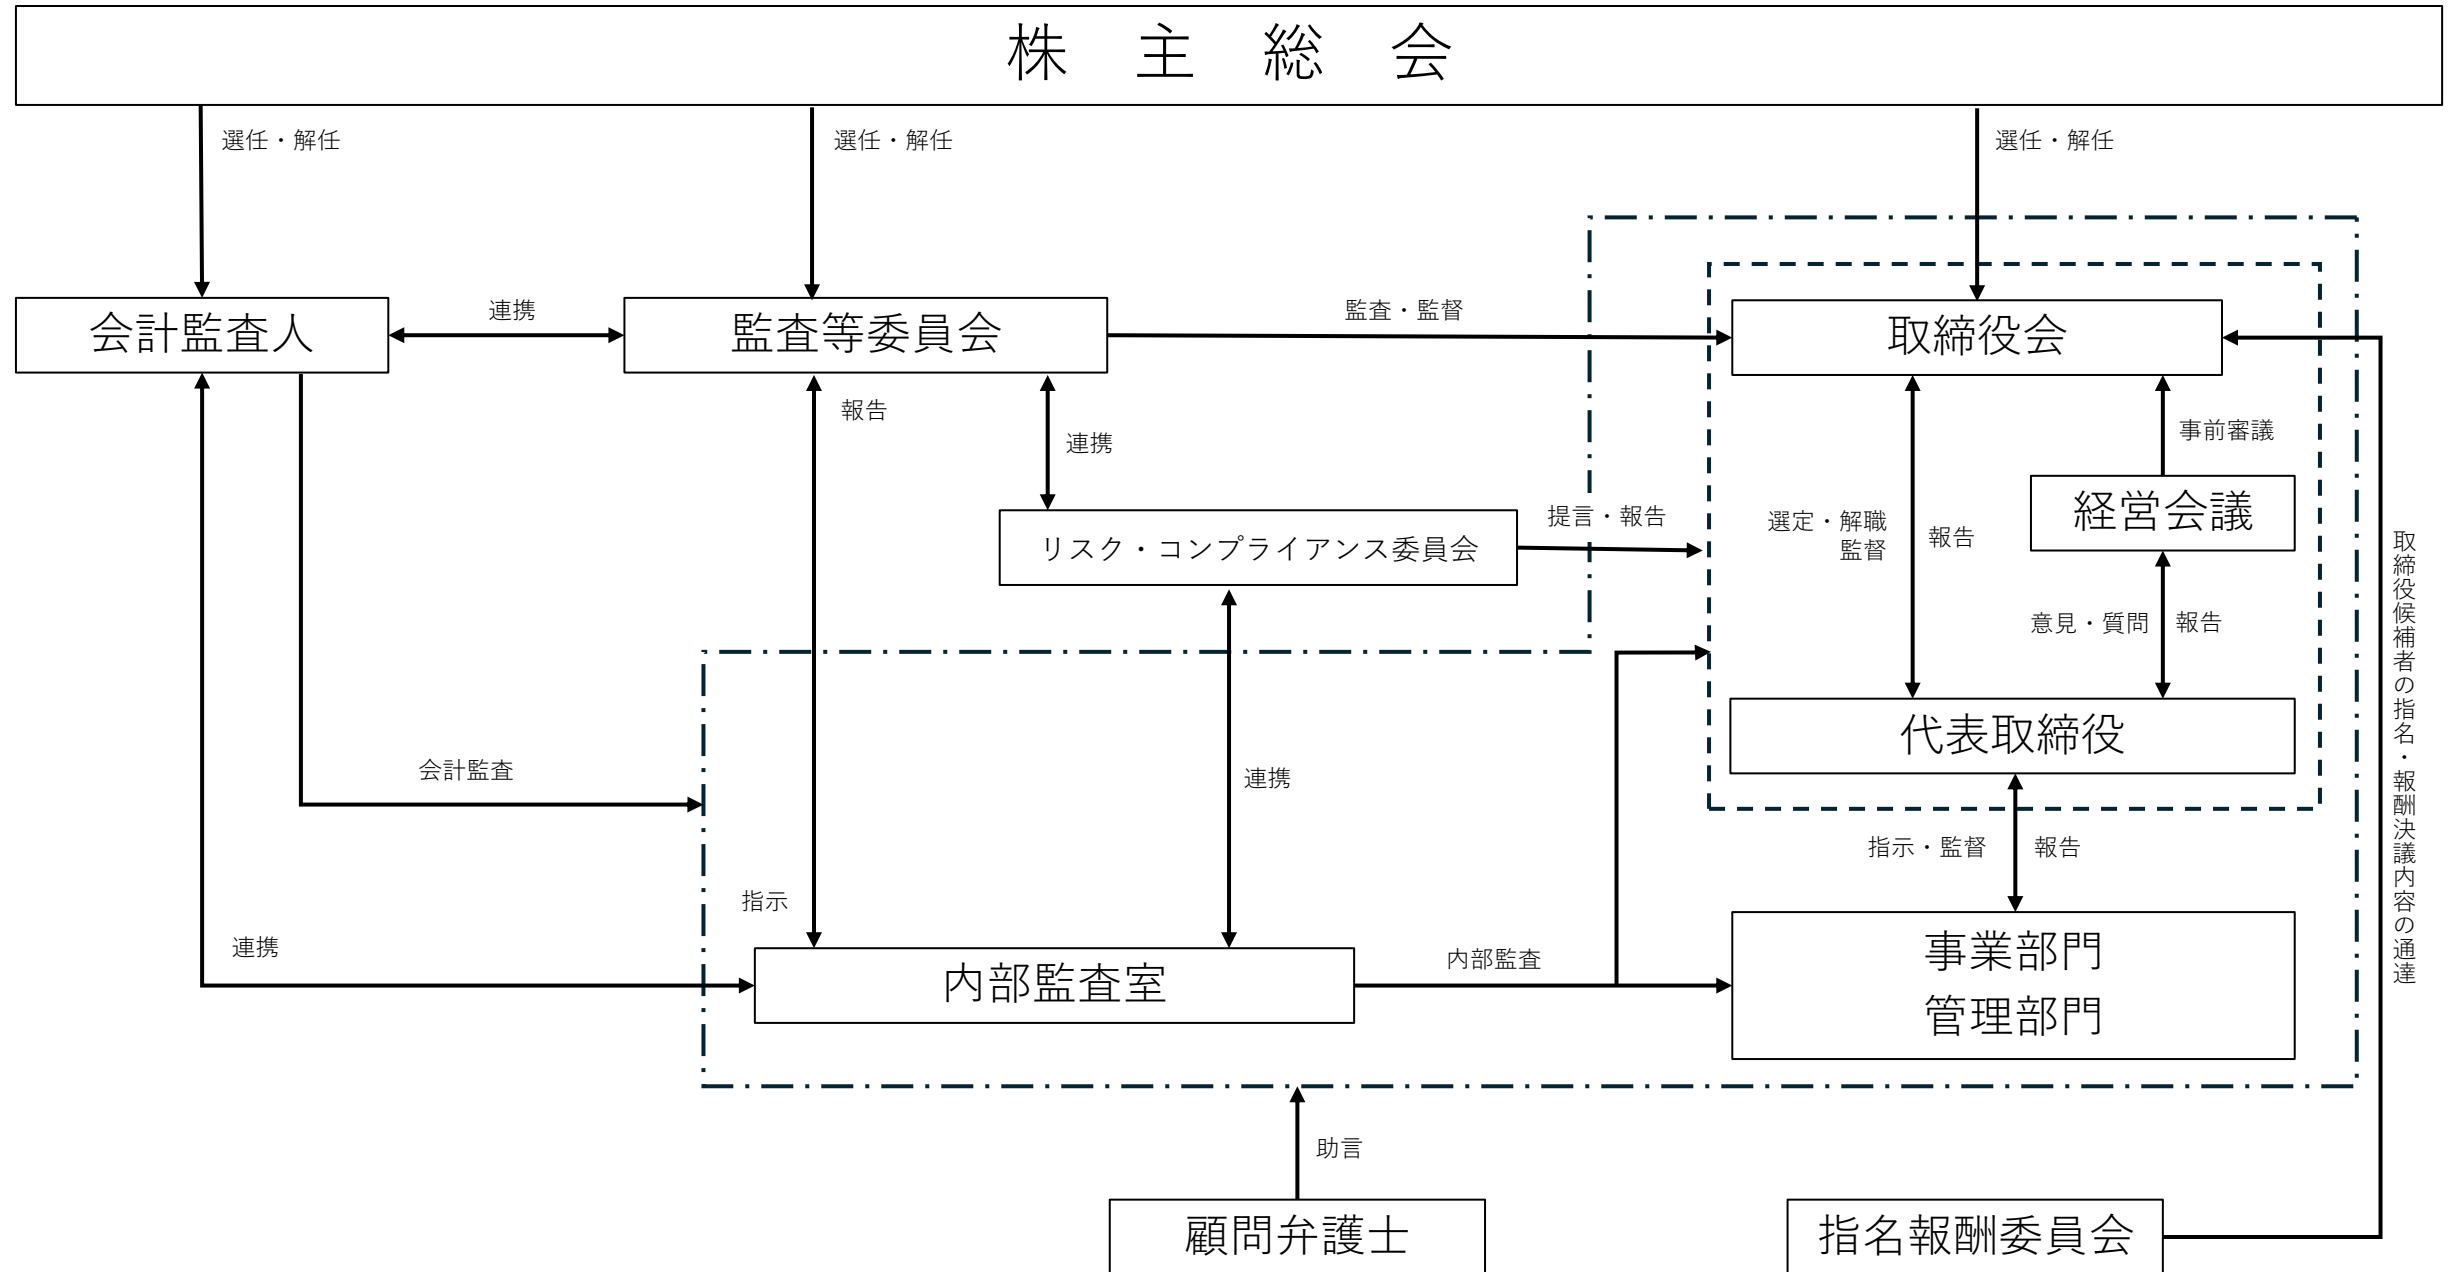 株　主　総　会
選任・解任
選任・解任
選任・解任
会計監査人
連携
監査等委員会
監査・監督
取締役会
報告
連携
事前審議
経営会議
リスク・コンプライアンス委員会
提言・報告
選定・解職
監督
報告
意見・質問
報告
取締役候補者の指名・報酬決議内容の通達
代表取締役
会計監査
連携
指示・監督
報告
指示
連携
内部監査室
内部監査
事業部門
管理部門
助言
顧問弁護士
指名報酬委員会